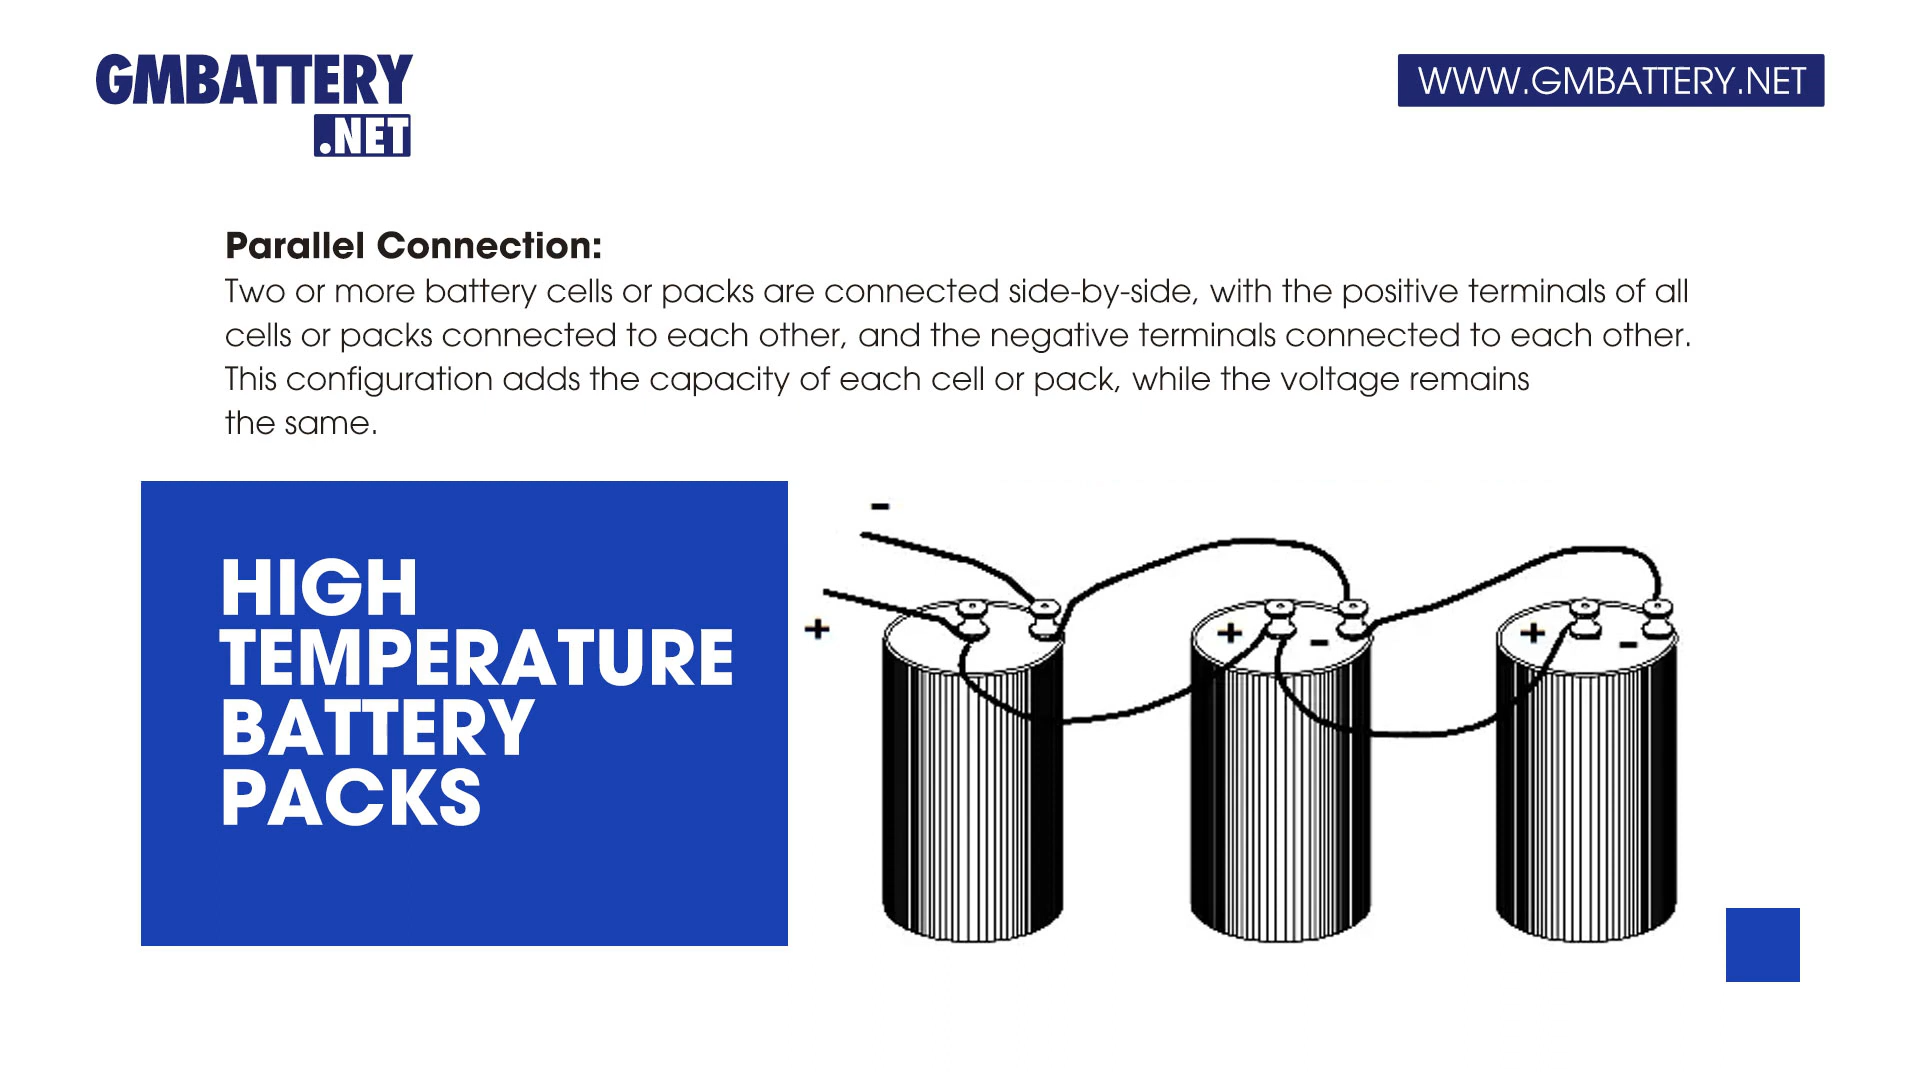 GMBATTERY
.NET
WWW.GMBATTERY.NET
Parallel Connection:
Two or more battery cells or packs are connected side-by-side, with the positive terminals of all
cells or packs connected to each other, and the negative terminals connected to each other.
This configuration adds the capacity of each cell or pack, while the voltage remains
the same.
HIGH
TEMPERATURE
BATTERY
PACKS
-
+
+ -
+ -